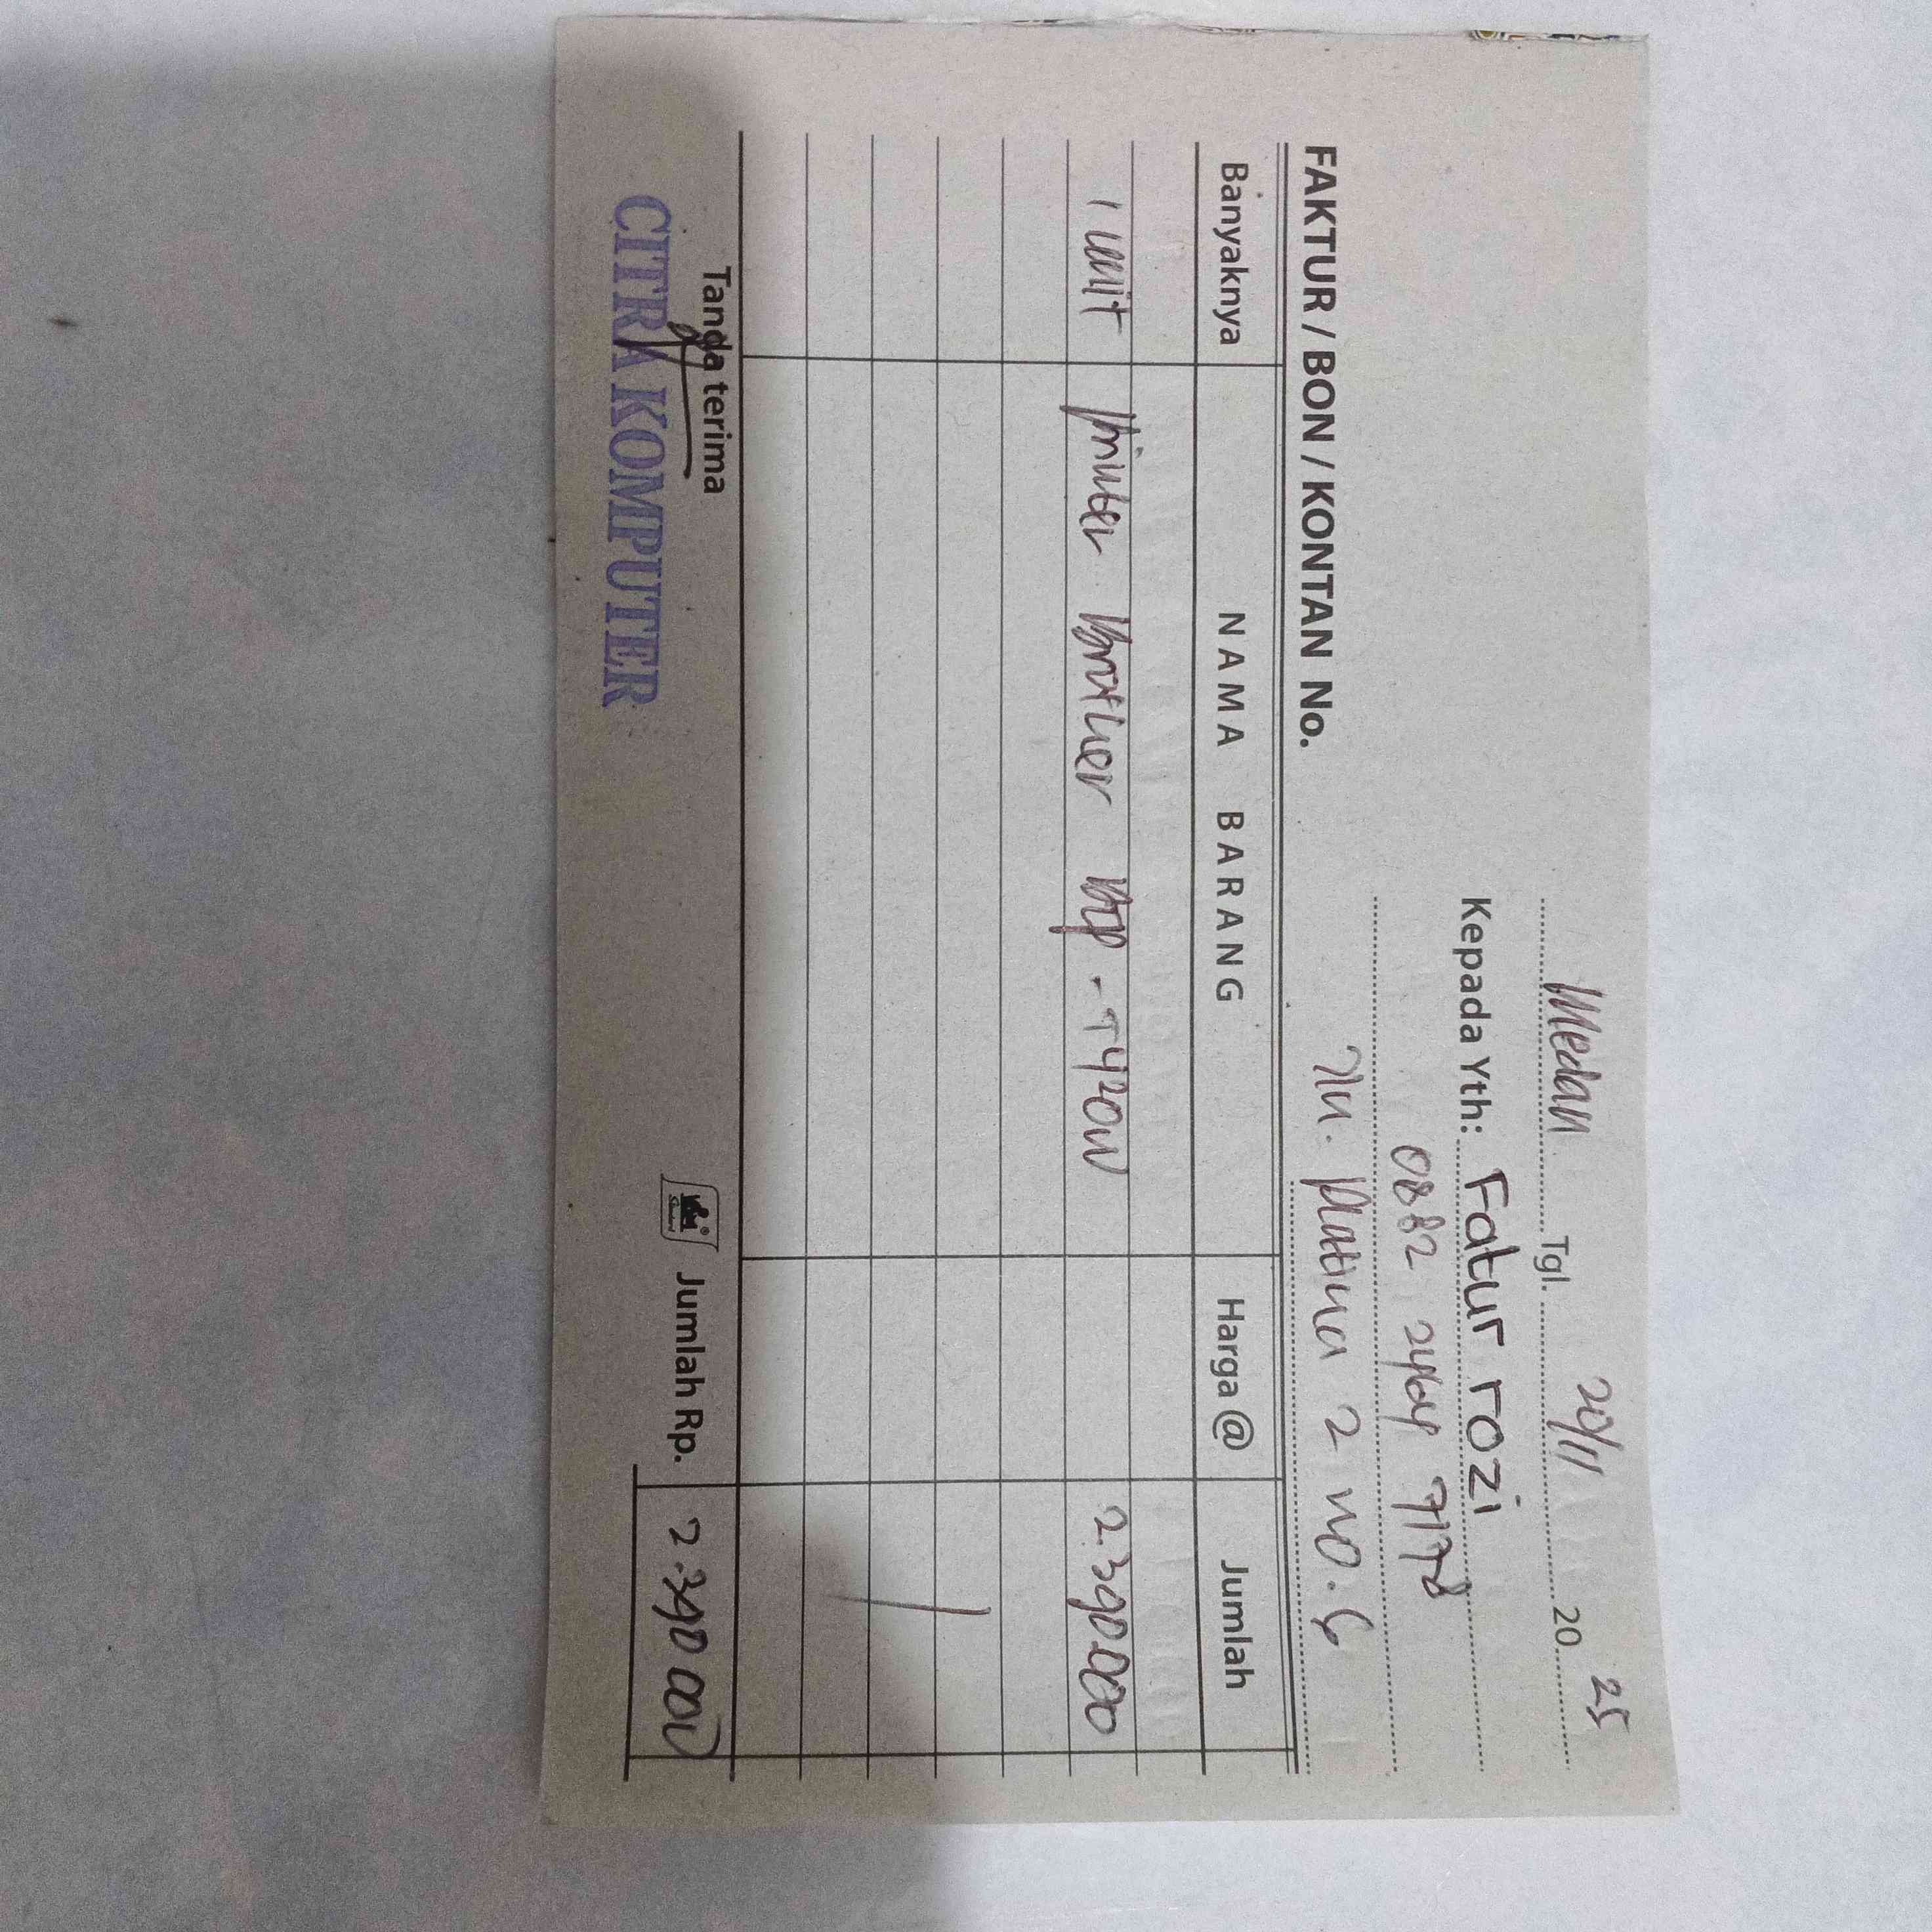 Medan Tgl. 20/11 20 25
Kepada Yth: Fatur rozi
0882 2464 7178
Jln. Platina 2 no. 6
FAKTUR / BON / KONTAN No.
Banyaknya NAMA BARANG Harga @ Jumlah
1 unit printer brother dcp - T420W 2.390.000
Tanda terima Jumlah Rp. 2.390 000
CITRA KOMPUTER